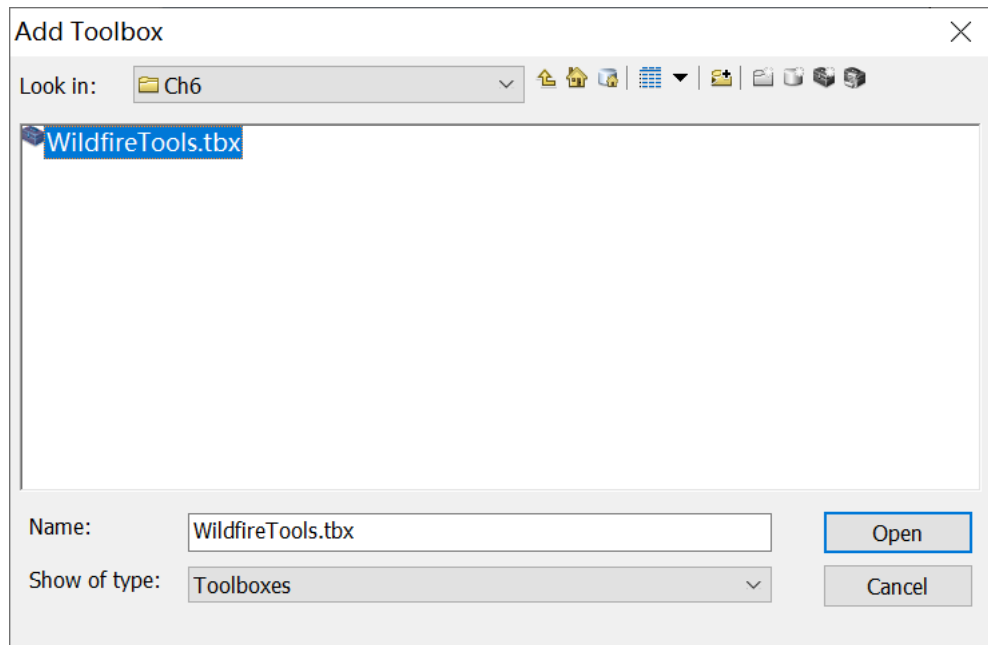 Add Toolbox
Look in: Ch6
WildfireTools.tbx
Name: WildfireTools.tbx Open
Show of type: Toolboxes Cancel